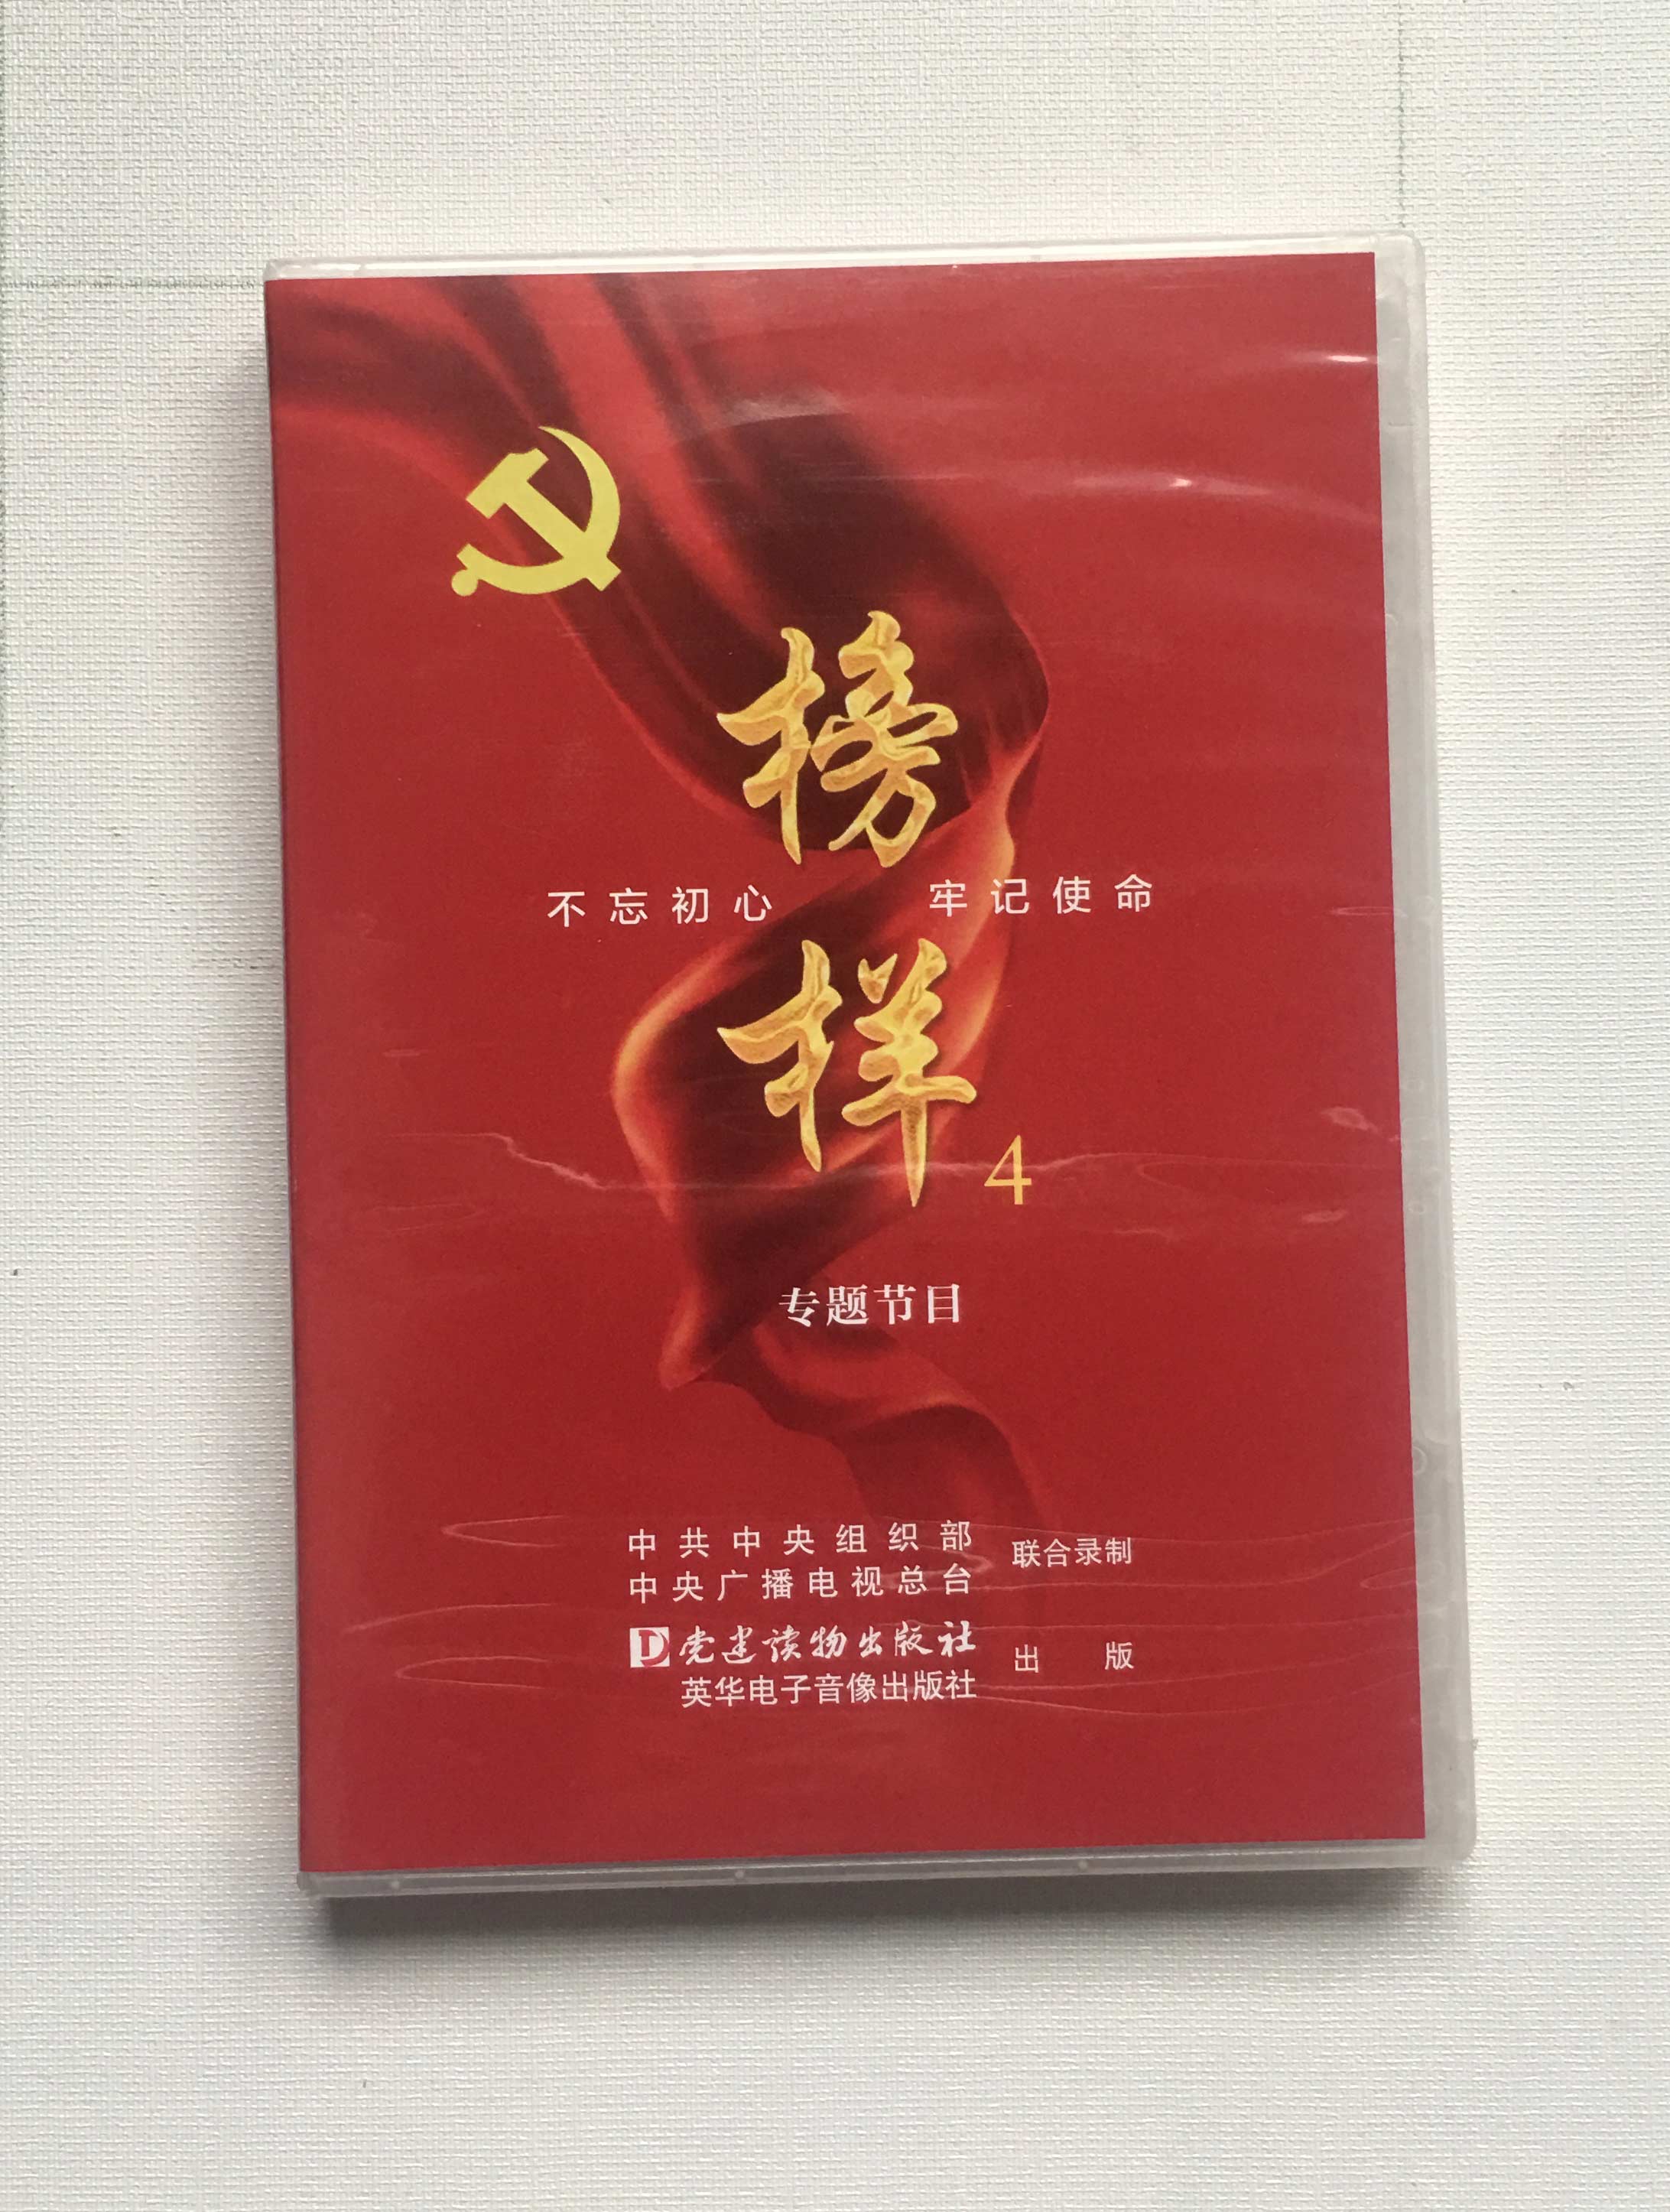 榜
不忘初心 牢记使命
样4
专题节目
中共中央组织部
中央广播电视总台
联合录制
党建读物出版社
英华电子音像出版社
出版